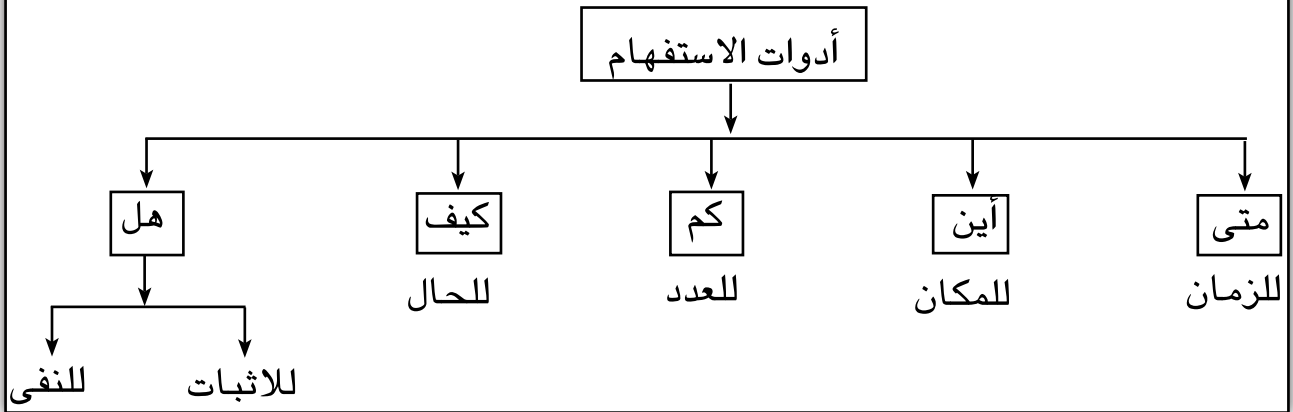 أدوات الاستفهام
متى أين كم كيف هل
للزمان للمكان للعدد للحال
للاثبات للنفى